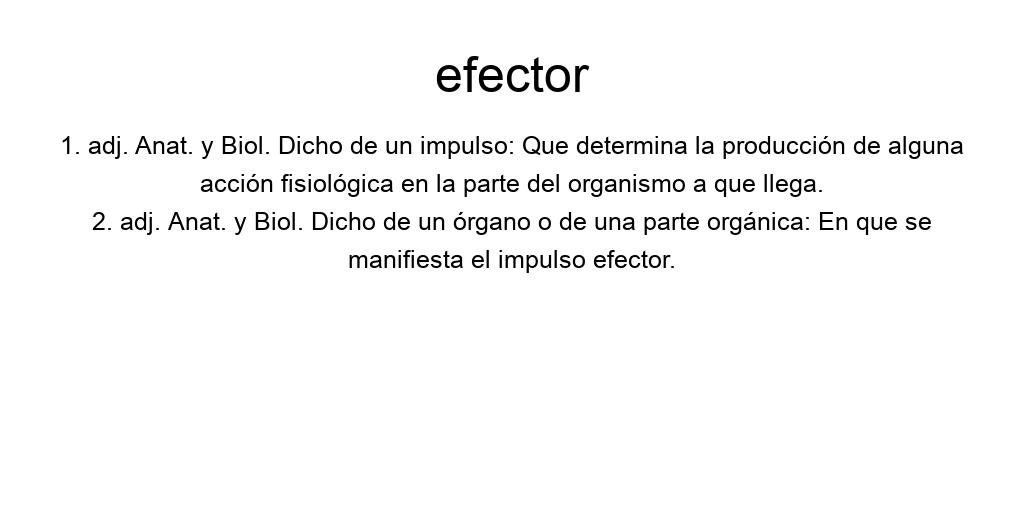 efector
1. adj. Anat. y Biol. Dicho de un impulso: Que determina la producción de alguna
acción fisiológica en la parte del organismo a que llega.
2. adj. Anat. y Biol. Dicho de un órgano o de una parte orgánica: En que se
manifiesta el impulso efector.